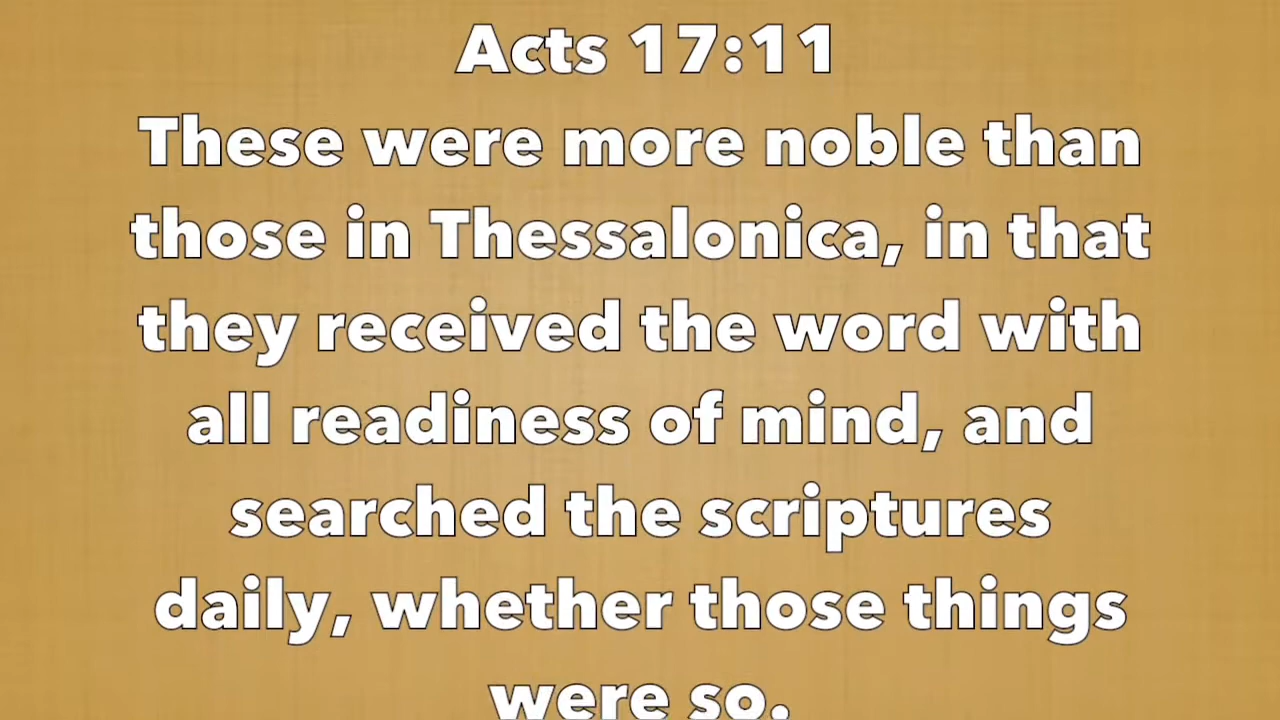 Acts 17:11
These were more noble than
those in Thessalonica, in that
they received the word with
all readiness of mind, and
searched the scriptures
daily, whether those things
were so.